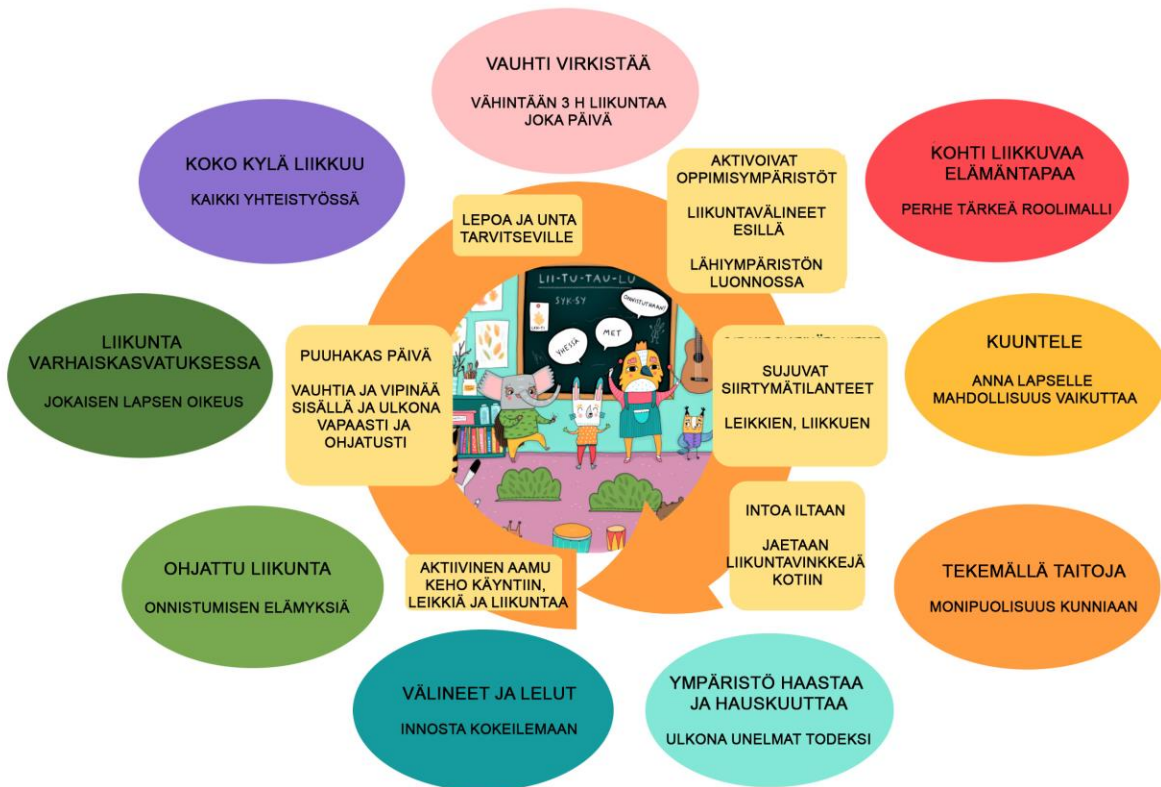 VAUHTI VIRKISTÄÄ
VÄHINTÄÄN 3 H LIIKUNTAA
JOKA PÄIVÄ
KOHTI LIIKKUVAA
ELÄMÄNTAPAA
PERHE TÄRKEÄ ROOLIMALLI
KUUNTELE
ANNA LAPSELLE
MAHDOLLISUUS VAIKUTTAA
TEKEMÄLLÄ TAITOJA
MONIPUOLISUUS KUNNIAAN
YMPÄRISTÖ HAASTAA
JA HAUSKUUTTAA
ULKONA UNELMAT TODEKSI
VÄLINEET JA LELUT
INNOSTA KOKEILEMAAN
OHJATTU LIIKUNTA
ONNISTUMISEN ELÄMYKSIÄ
LIIKUNTA
VARHAISKASVATUKSESSA
JOKAISEN LAPSEN OIKEUS
KOKO KYLÄ LIIKKUU
KAIKKI YHTEISTYÖSSÄ
AKTIIVINEN AAMU
KEHO KÄYNTIIN,
LEIKKIÄ JA LIIKUNTAA
PUUHAKAS PÄIVÄ
VAUHTIA JA VIPINÄÄ
SISÄLLÄ JA ULKONA
VAPAASTI JA
OHJATUSTI
LEPOA JA UNTA
TARVITSEVILLE
AKTIVOIVAT
OPPIMISYMPÄRISTÖT
LIIKUNTAVÄLINEET
ESILLÄ
LÄHIYMPÄRISTÖN
LUONNOSSA
SUJUVAT
SIIRTYMÄTILANTEET
LEIKKIEN, LIIKKUEN
INTOA ILTAAN
JAETAAN
LIIKUNTAVINKKEJÄ
KOTIIN
LII-TU-TAU-LU
SYK-SY
YHESSÄ
MET
ONNISTUTHAAN!